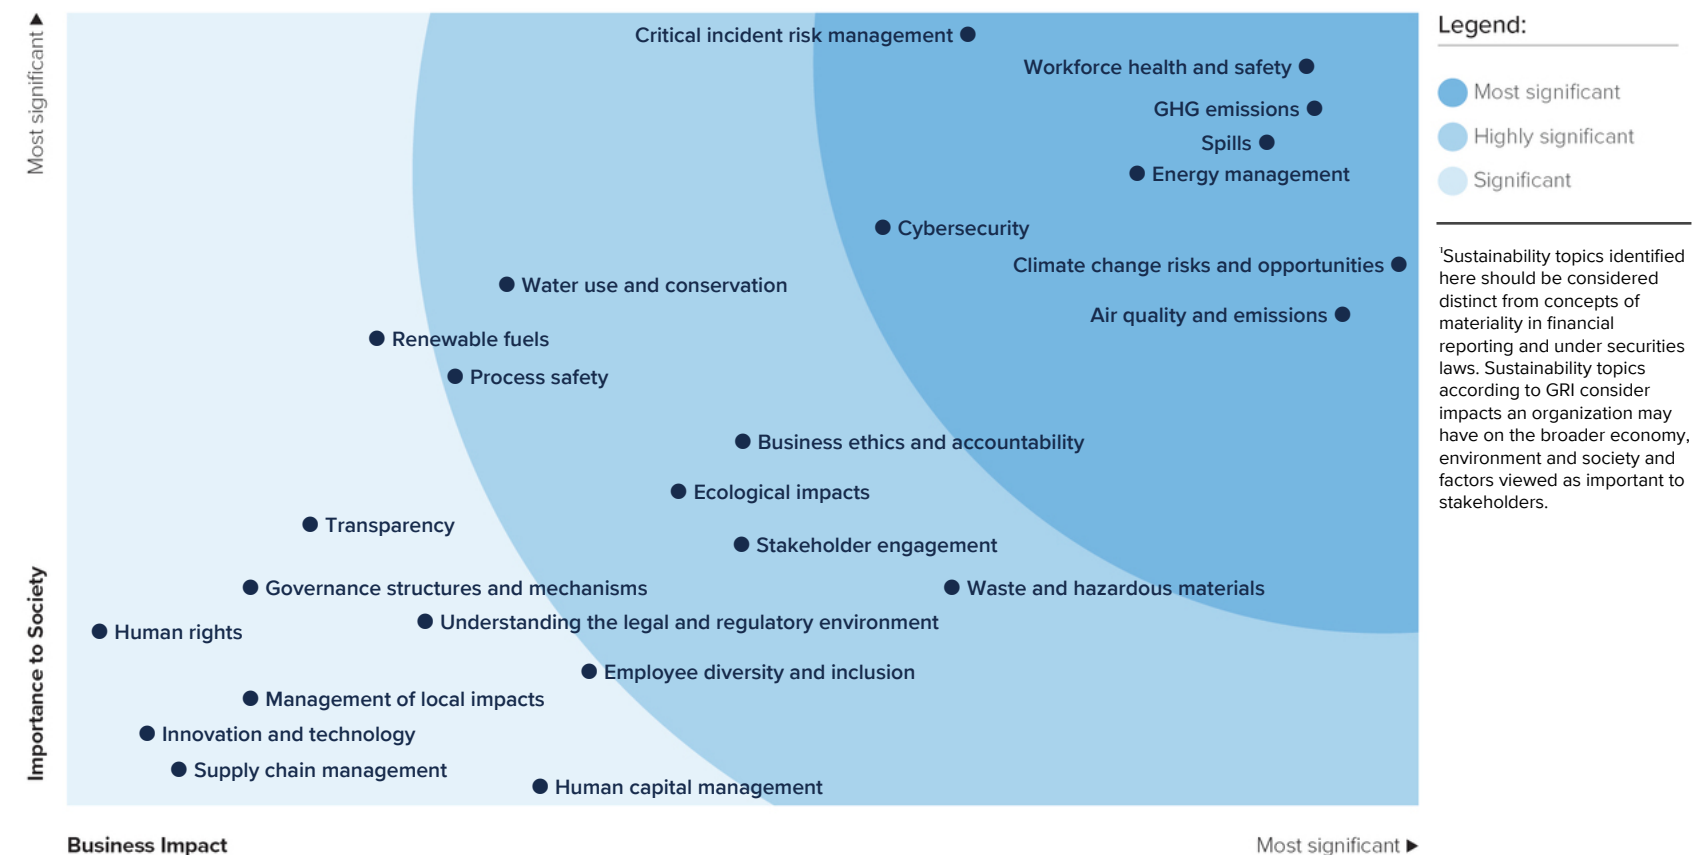 Most significant ▲
Importance to Society
Critical incident risk management
Workforce health and safety
GHG emissions
Spills
Energy management
Cybersecurity
Climate change risks and opportunities
Water use and conservation
Air quality and emissions
Renewable fuels
Process safety
Business ethics and accountability
Ecological impacts
Transparency
Stakeholder engagement
Governance structures and mechanisms
Waste and hazardous materials
Understanding the legal and regulatory environment
Human rights
Employee diversity and inclusion
Management of local impacts
Innovation and technology
Supply chain management
Human capital management
Business Impact
Most significant ▶
Legend:
Most significant
Highly significant
Significant
¹Sustainability topics identified
here should be considered
distinct from concepts of
materiality in financial
reporting and under securities
laws. Sustainability topics
according to GRI consider
impacts an organization may
have on the broader economy,
environment and society and
factors viewed as important to
stakeholders.